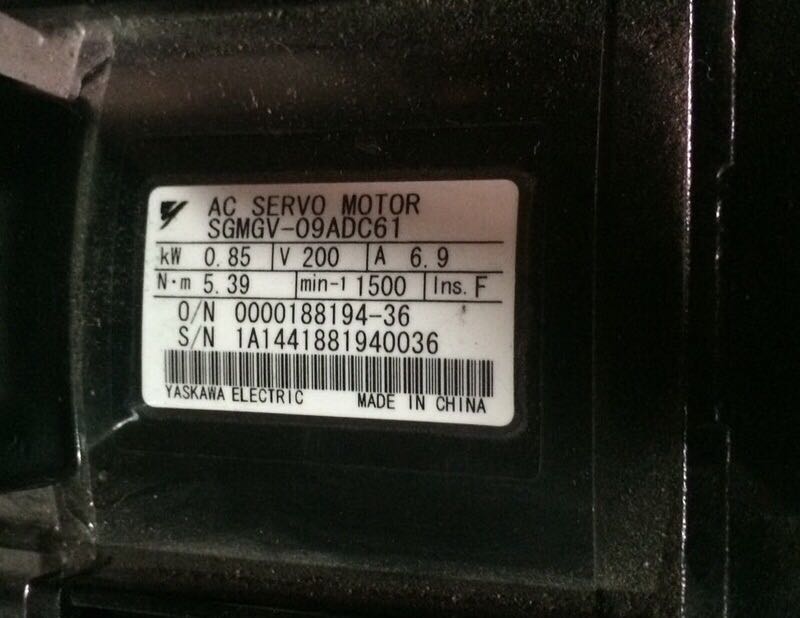 AC SERVO MOTOR
SGMGV-09ADC61
kW 0.85 V 200 A 6.9
N·m 5.39 min-1 1500 Ins. F
O/N 0000188194-36
S/N 1A1441881940036
YASKAWA ELECTRIC MADE IN CHINA